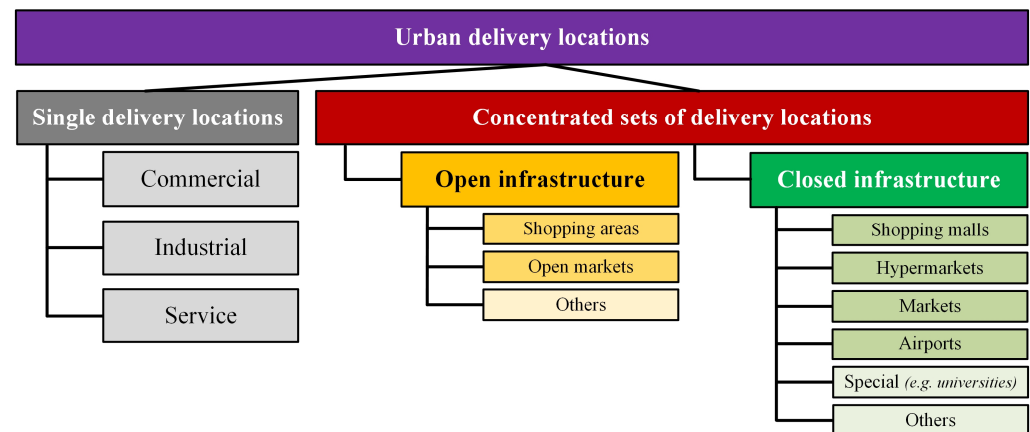 Urban delivery locations
Single delivery locations
Concentrated sets of delivery locations
Commercial
Industrial
Service
Open infrastructure
Shopping areas
Open markets
Others
Closed infrastructure
Shopping malls
Hypermarkets
Markets
Airports
Special (e.g. universities)
Others